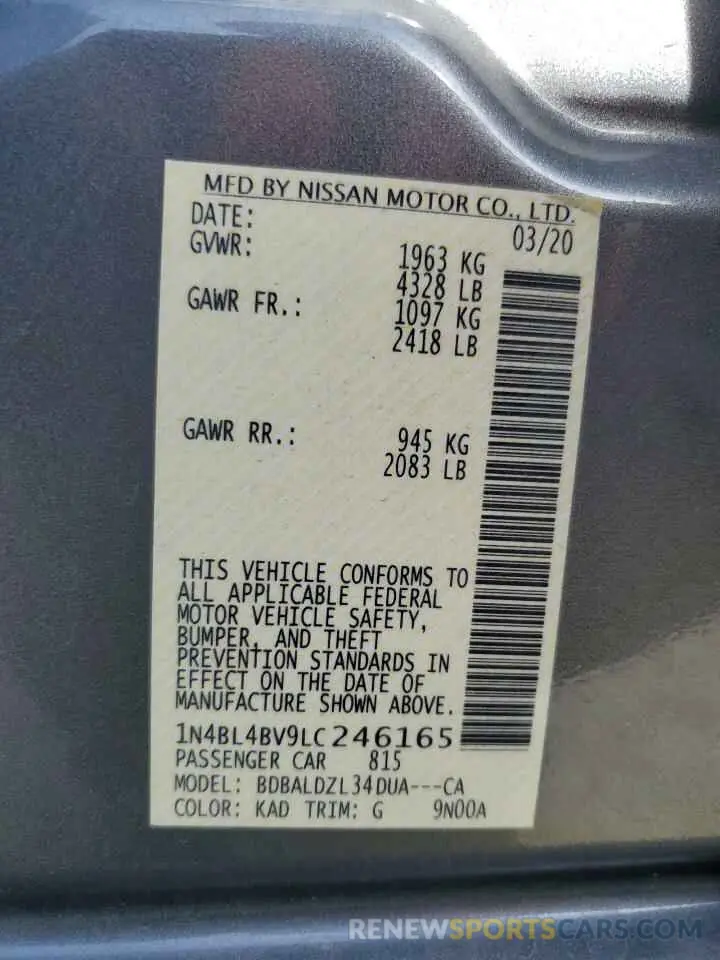 MFD BY NISSAN MOTOR CO., LTD.
DATE: 03/20
GVWR: 1963 KG
4328 LB
GAWR FR.: 1097 KG
2418 LB
GAWR RR.: 945 KG
2083 LB
THIS VEHICLE CONFORMS TO
ALL APPLICABLE FEDERAL
MOTOR VEHICLE SAFETY,
BUMPER, AND THEFT
PREVENTION STANDARDS IN
EFFECT ON THE DATE OF
MANUFACTURE SHOWN ABOVE.
1N4BL4BV9LC246165
PASSENGER CAR 815
MODEL: BDBALDZL34DUA---CA
COLOR: KAD TRIM: G 9N00A
RENEWSPORTSCARS.COM